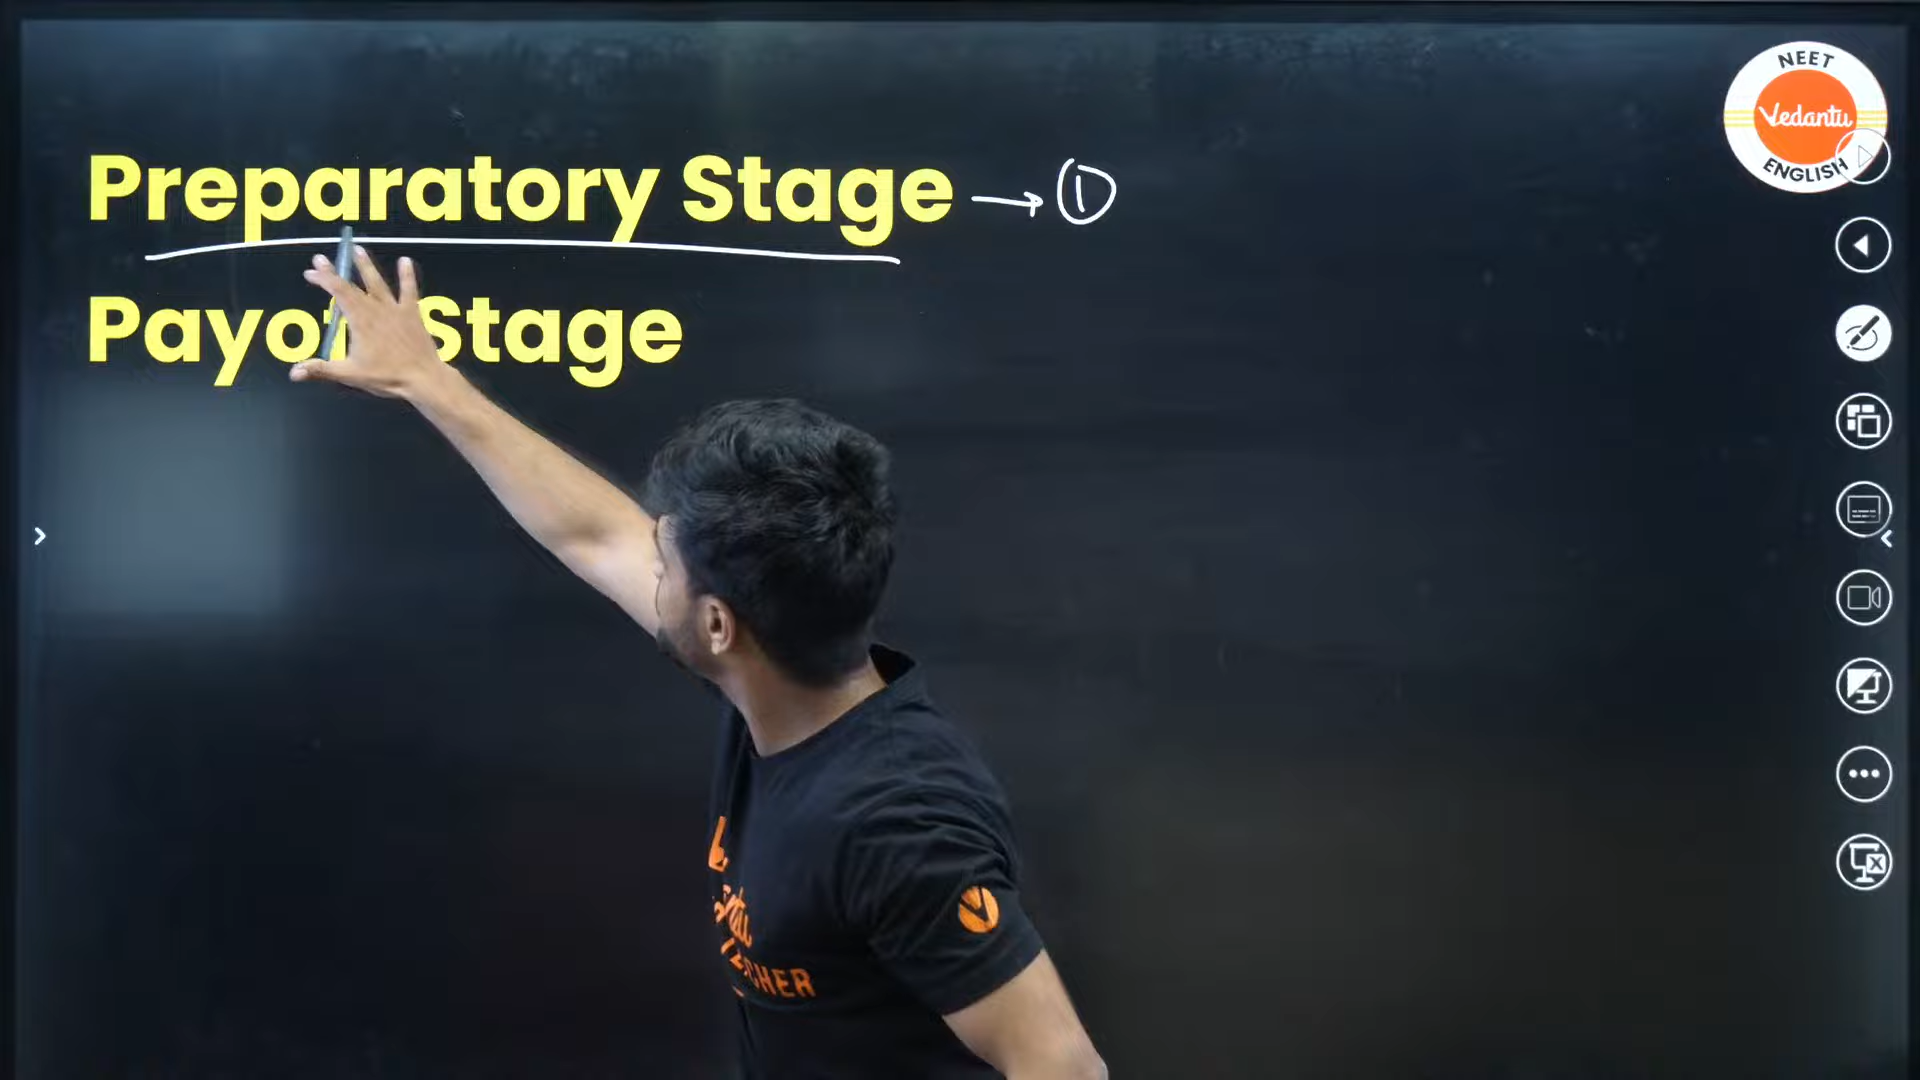 Preparatory Stage → ①
Stage
NEET
Vedantu
ENGLISH